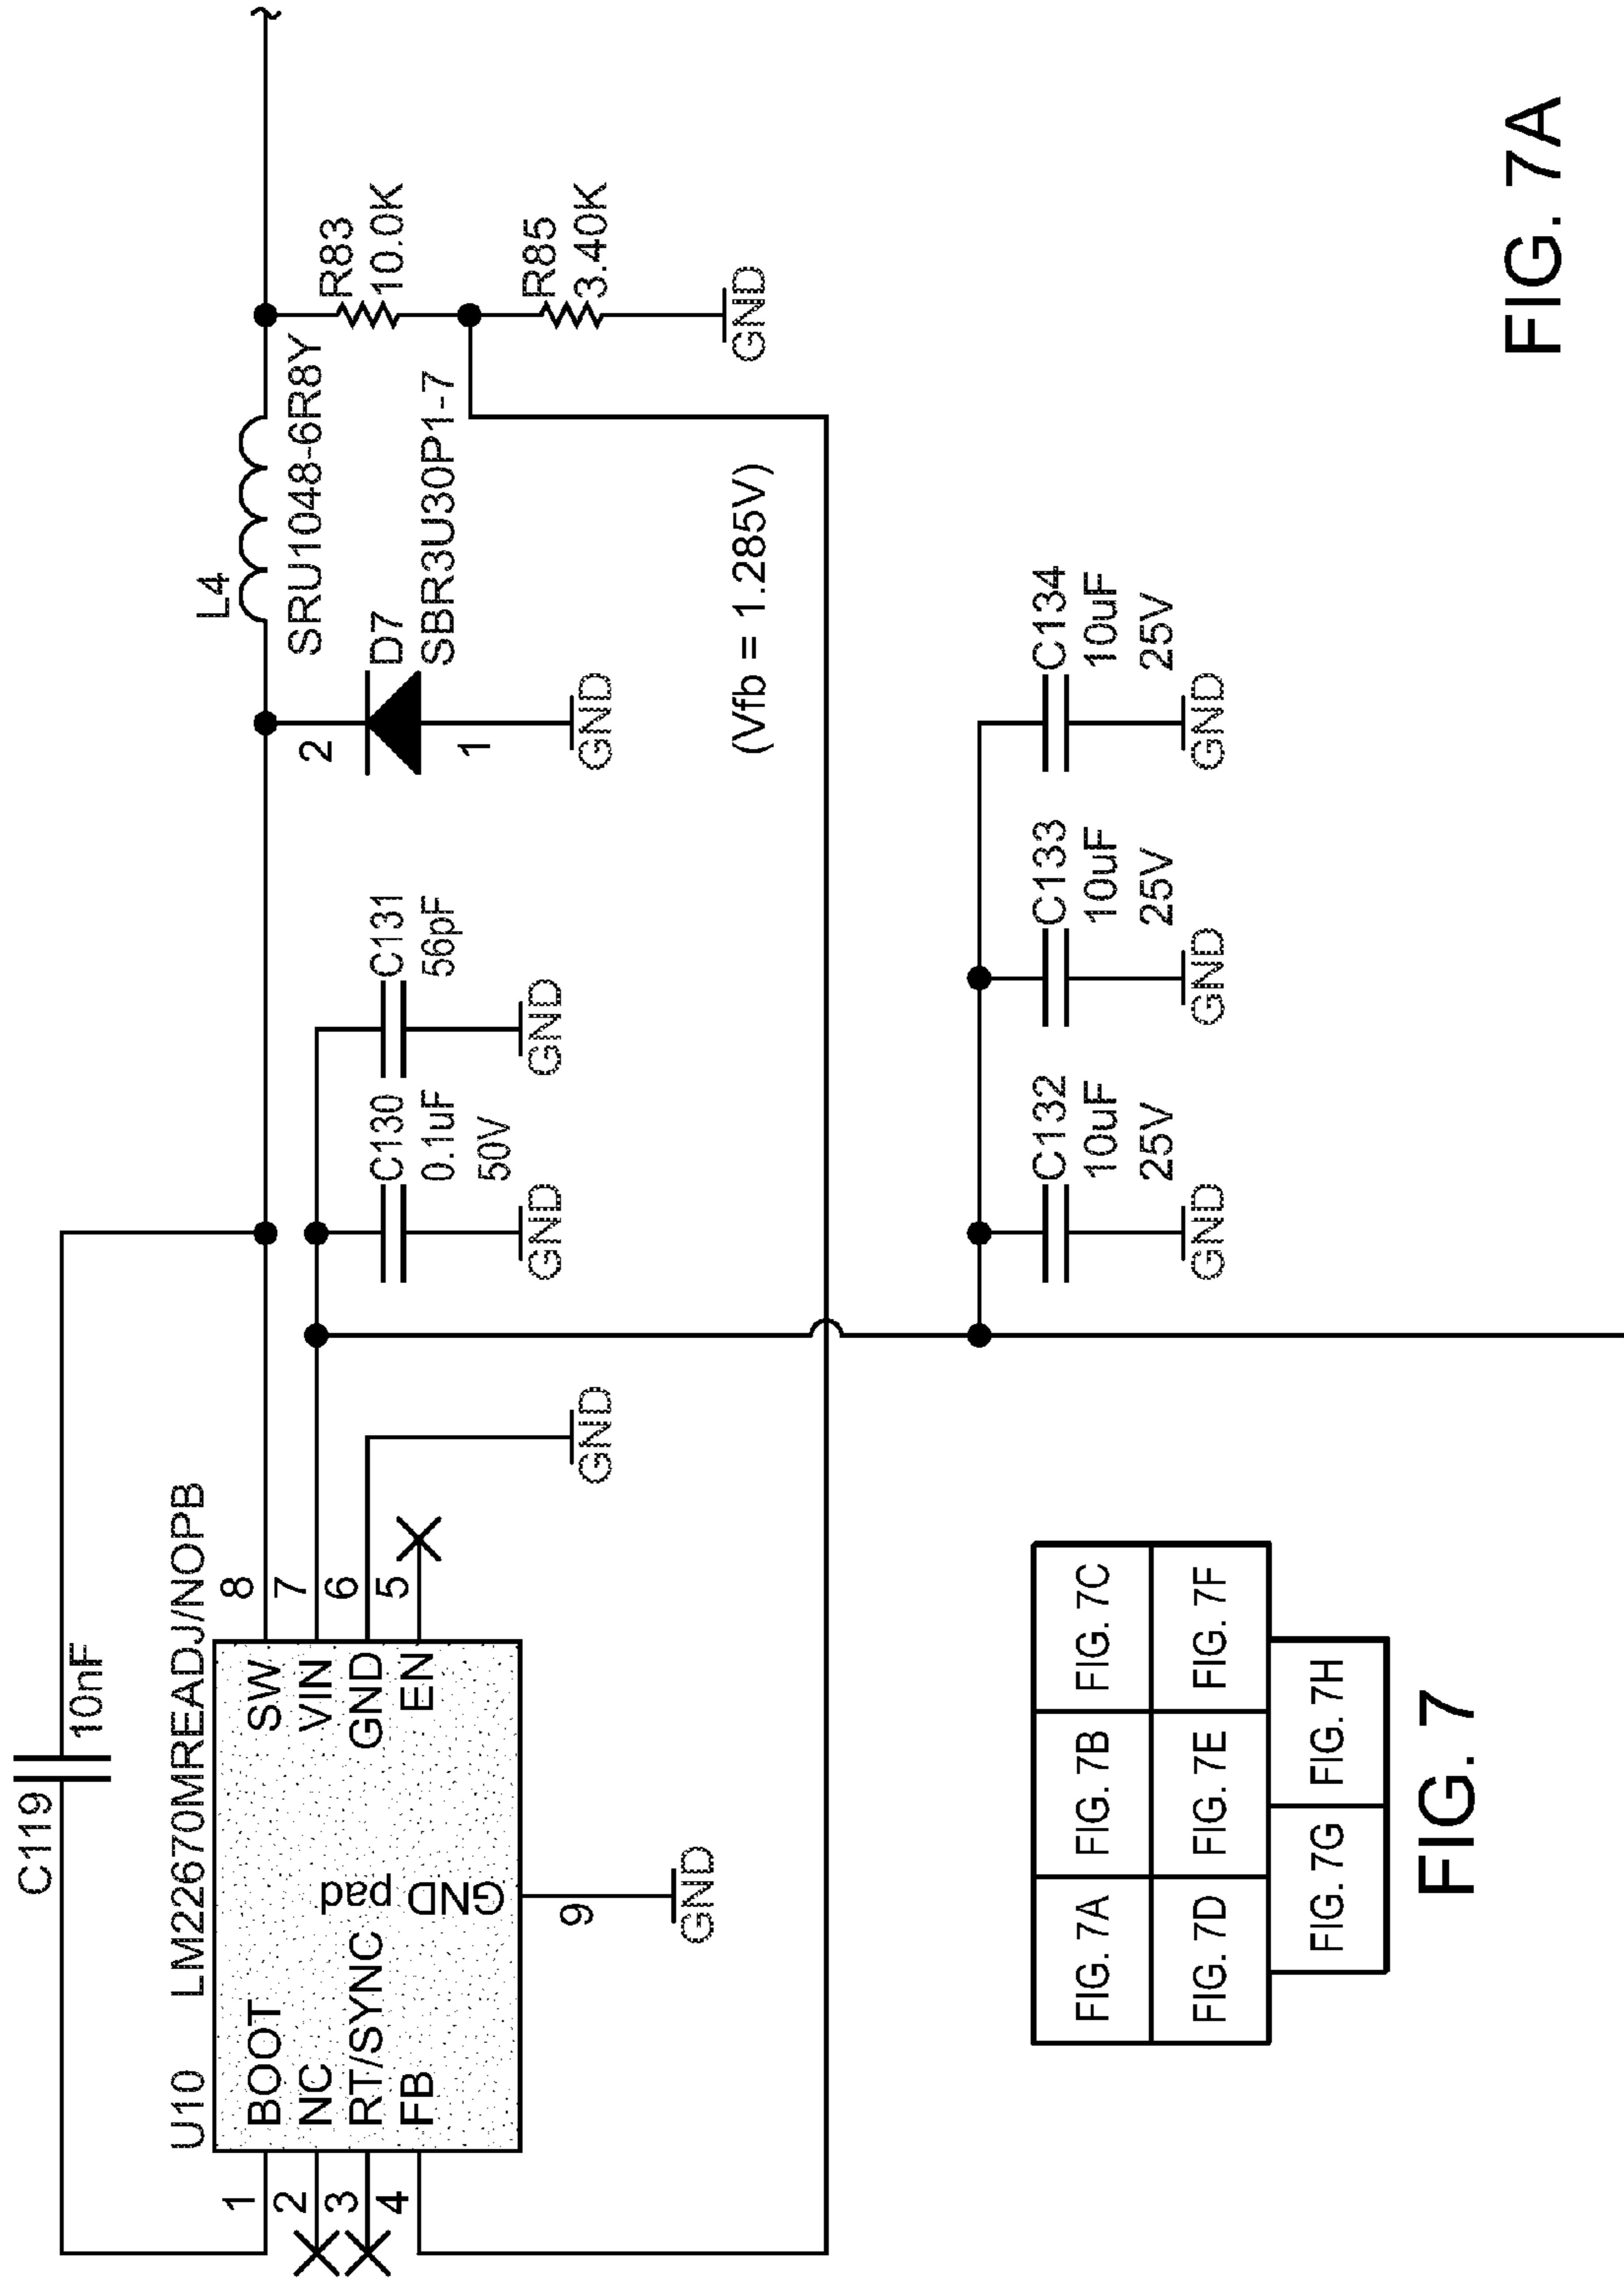 C119
10nF
U10
LM22670MREADJ/NOPB
1
BOOT
SW
8
2
NC
VIN
7
3
RT/SYNC
GND
6
4
FB
EN
5
GND pad
9
GND
GND
C130
0.1uF
50V
GND
C131
56pF
GND
L4
SRU1048-6R8Y
2
D7
SBR3U30P1-7
1
GND
R83
10.0K
R85
3.40K
GND
(Vfb = 1.285V)
C132
10uF
25V
GND
C133
10uF
25V
GND
C134
10uF
25V
GND
FIG. 7A
FIG. 7B
FIG. 7C
FIG. 7D
FIG. 7E
FIG. 7F
FIG. 7G
FIG. 7H
FIG. 7
FIG. 7A